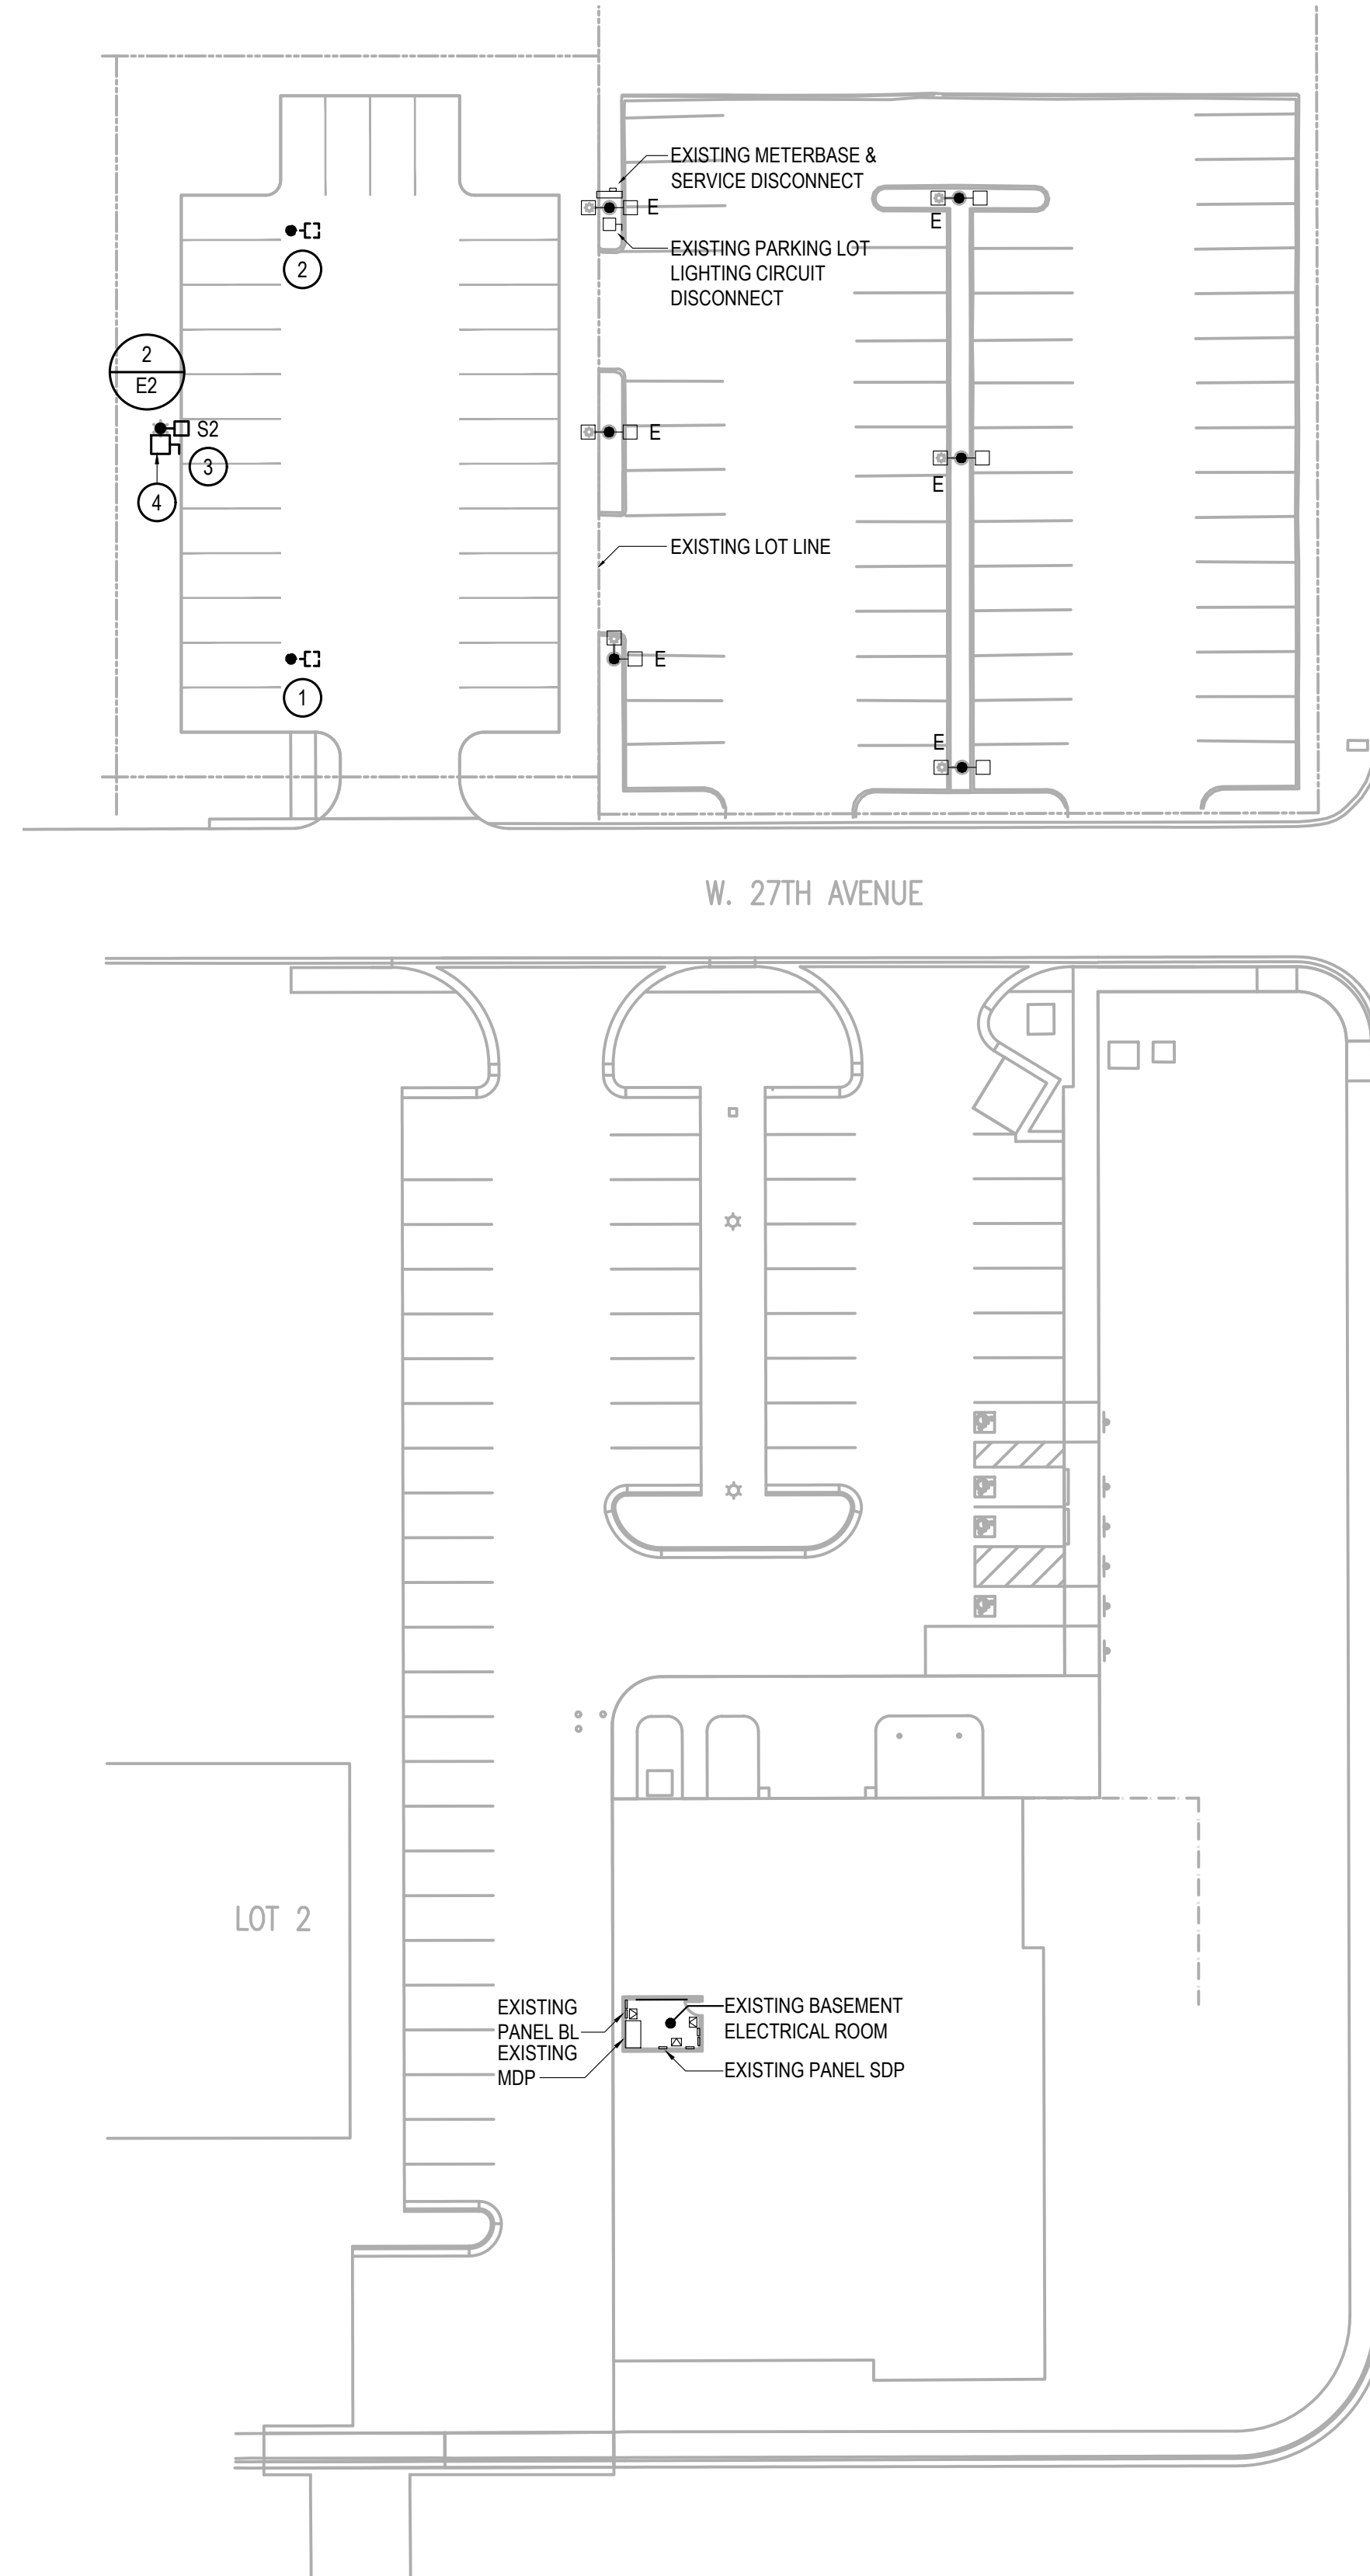 EXISTING METERBASE &
SERVICE DISCONNECT
E
E
EXISTING PARKING LOT
LIGHTING CIRCUIT
DISCONNECT
2
2
E2
S2
E
3
E
4
EXISTING LOT LINE
E
1
E
W. 27TH AVENUE
LOT 2
EXISTING
PANEL BL
EXISTING
MDP
EXISTING BASEMENT
ELECTRICAL ROOM
EXISTING PANEL SDP